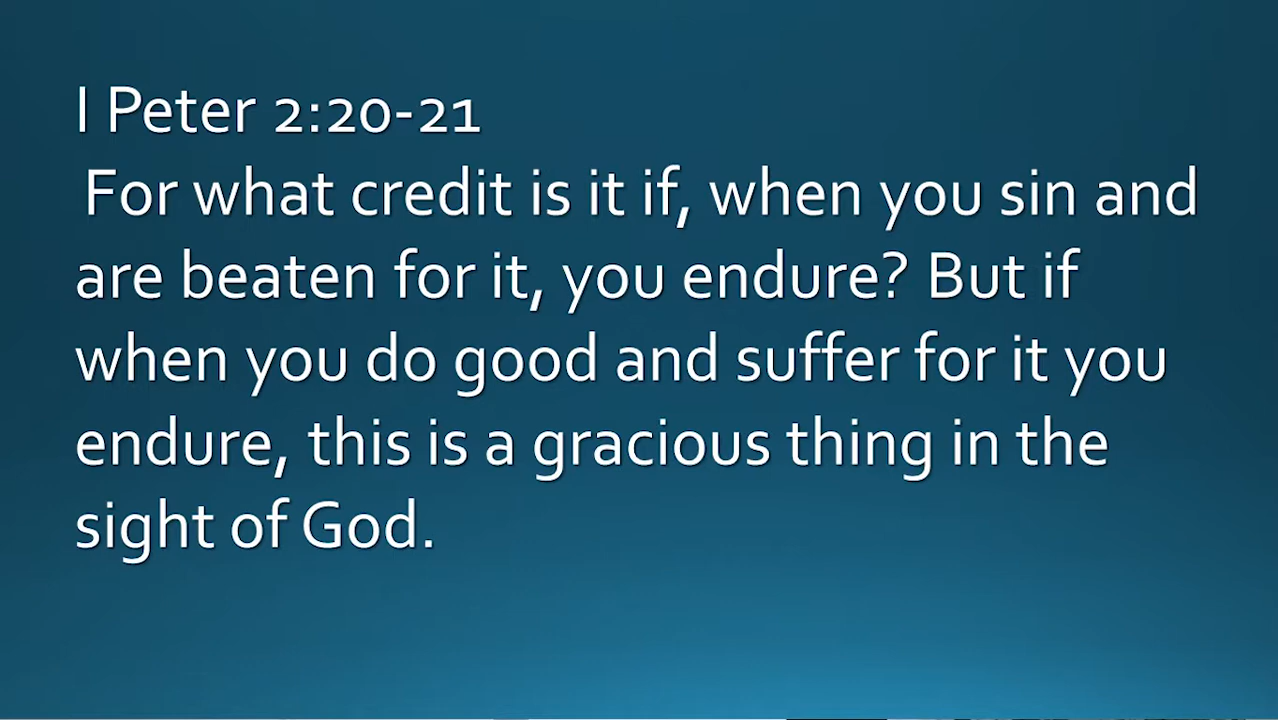 I Peter 2:20-21
For what credit is it if, when you sin and
are beaten for it, you endure? But if
when you do good and suffer for it you
endure, this is a gracious thing in the
sight of God.